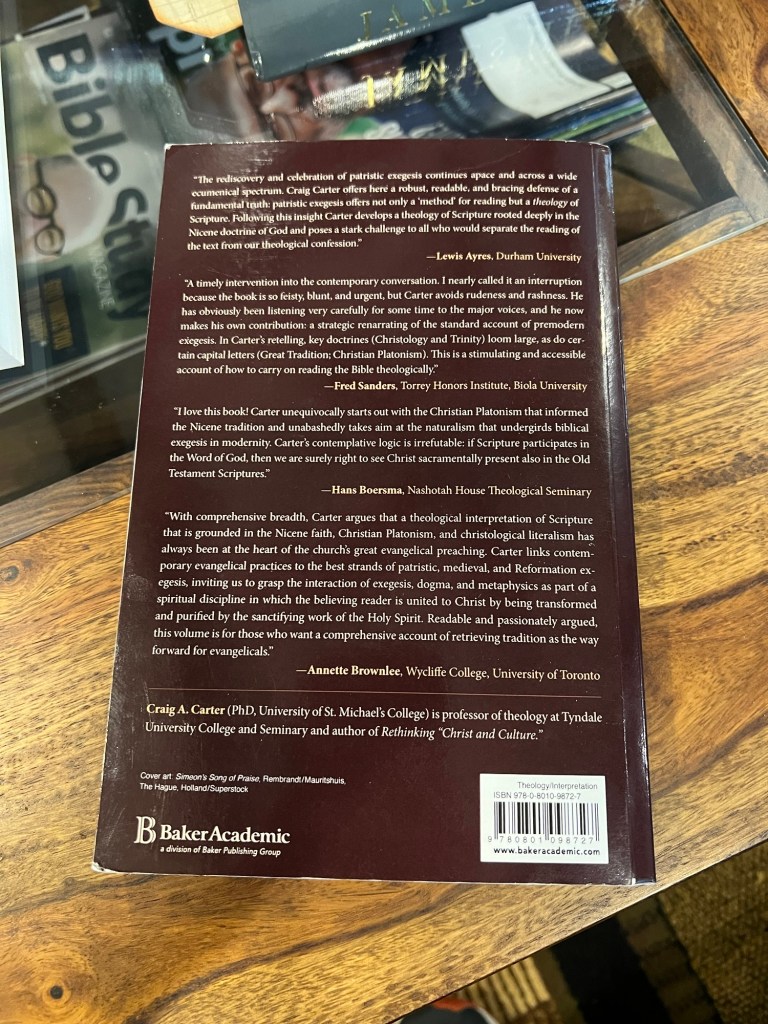 JAME
Bible Study
"The rediscovery and celebration of patristic exegesis continues apace and across a wide
ecumenical spectrum. Craig Carter offers here a robust, readable, and bracing defense of a
fundamental truth: patristic exegesis offers not only a 'method' for reading but a theology of
Scripture. Following this insight Carter develops a theology of Scripture rooted deeply in the
Nicene doctrine of God and poses a stark challenge to all who would separate the reading of
the text from our theological confession."
—Lewis Ayres, Durham University
"A timely intervention into the contemporary conversation. I nearly called it an interruption
because the book is so feisty, blunt, and urgent, but Carter avoids rudeness and rashness. He
has obviously been listening very carefully for some time to the major voices, and he now
makes his own contribution: a strategic renarrating of the standard account of premodern
exegesis. In Carter's retelling, key doctrines (Christology and Trinity) loom large, as do cer-
tain capital letters (Great Tradition; Christian Platonism). This is a stimulating and accessible
account of how to carry on reading the Bible theologically."
—Fred Sanders, Torrey Honors Institute, Biola University
"I love this book! Carter unequivocally starts out with the Christian Platonism that informed
the Nicene tradition and unabashedly takes aim at the naturalism that undergirds biblical
exegesis in modernity. Carter's contemplative logic is irrefutable: if Scripture participates in
the Word of God, then we are surely right to see Christ sacramentally present also in the Old
Testament Scriptures."
—Hans Boersma, Nashotah House Theological Seminary
"With comprehensive breadth, Carter argues that a theological interpretation of Scripture
that is grounded in the Nicene faith, Christian Platonism, and christological literalism has
always been at the heart of the church's great evangelical preaching. Carter links contem-
porary evangelical practices to the best strands of patristic, medieval, and Reformation ex-
egesis, inviting us to grasp the interaction of exegesis, dogma, and metaphysics as part of a
spiritual discipline in which the believing reader is united to Christ by being transformed
and purified by the sanctifying work of the Holy Spirit. Readable and passionately argued,
this volume is for those who want a comprehensive account of retrieving tradition as the way
forward for evangelicals."
—Annette Brownlee, Wycliffe College, University of Toronto
Craig A. Carter (PhD, University of St. Michael's College) is professor of theology at Tyndale
University College and Seminary and author of Rethinking "Christ and Culture."
Cover art: Simeon's Song of Praise, Rembrandt/Mauritshuis,
The Hague, Holland/Superstock
B BakerAcademic
a division of Baker Publishing Group
Theology/Interpretation
ISBN 978-0-8010-9872-7
9 780801 098727
www.bakeracademic.com